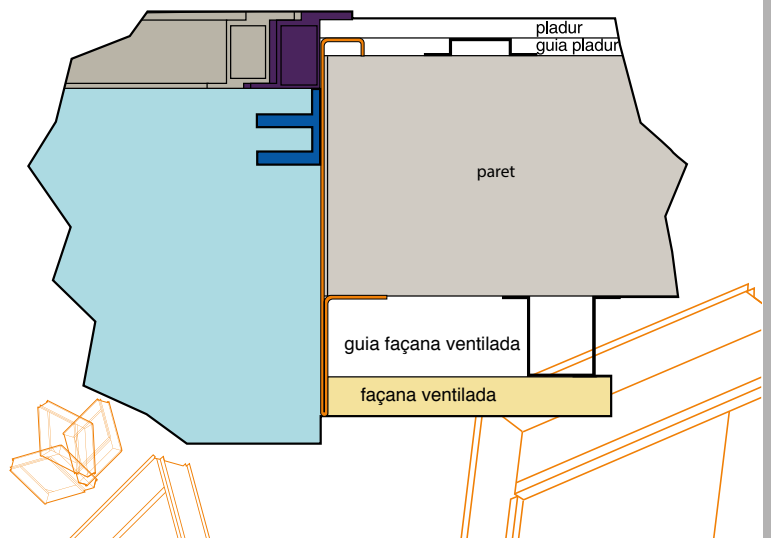 pladur
guia pladur
paret
guia façana ventilada
façana ventilada